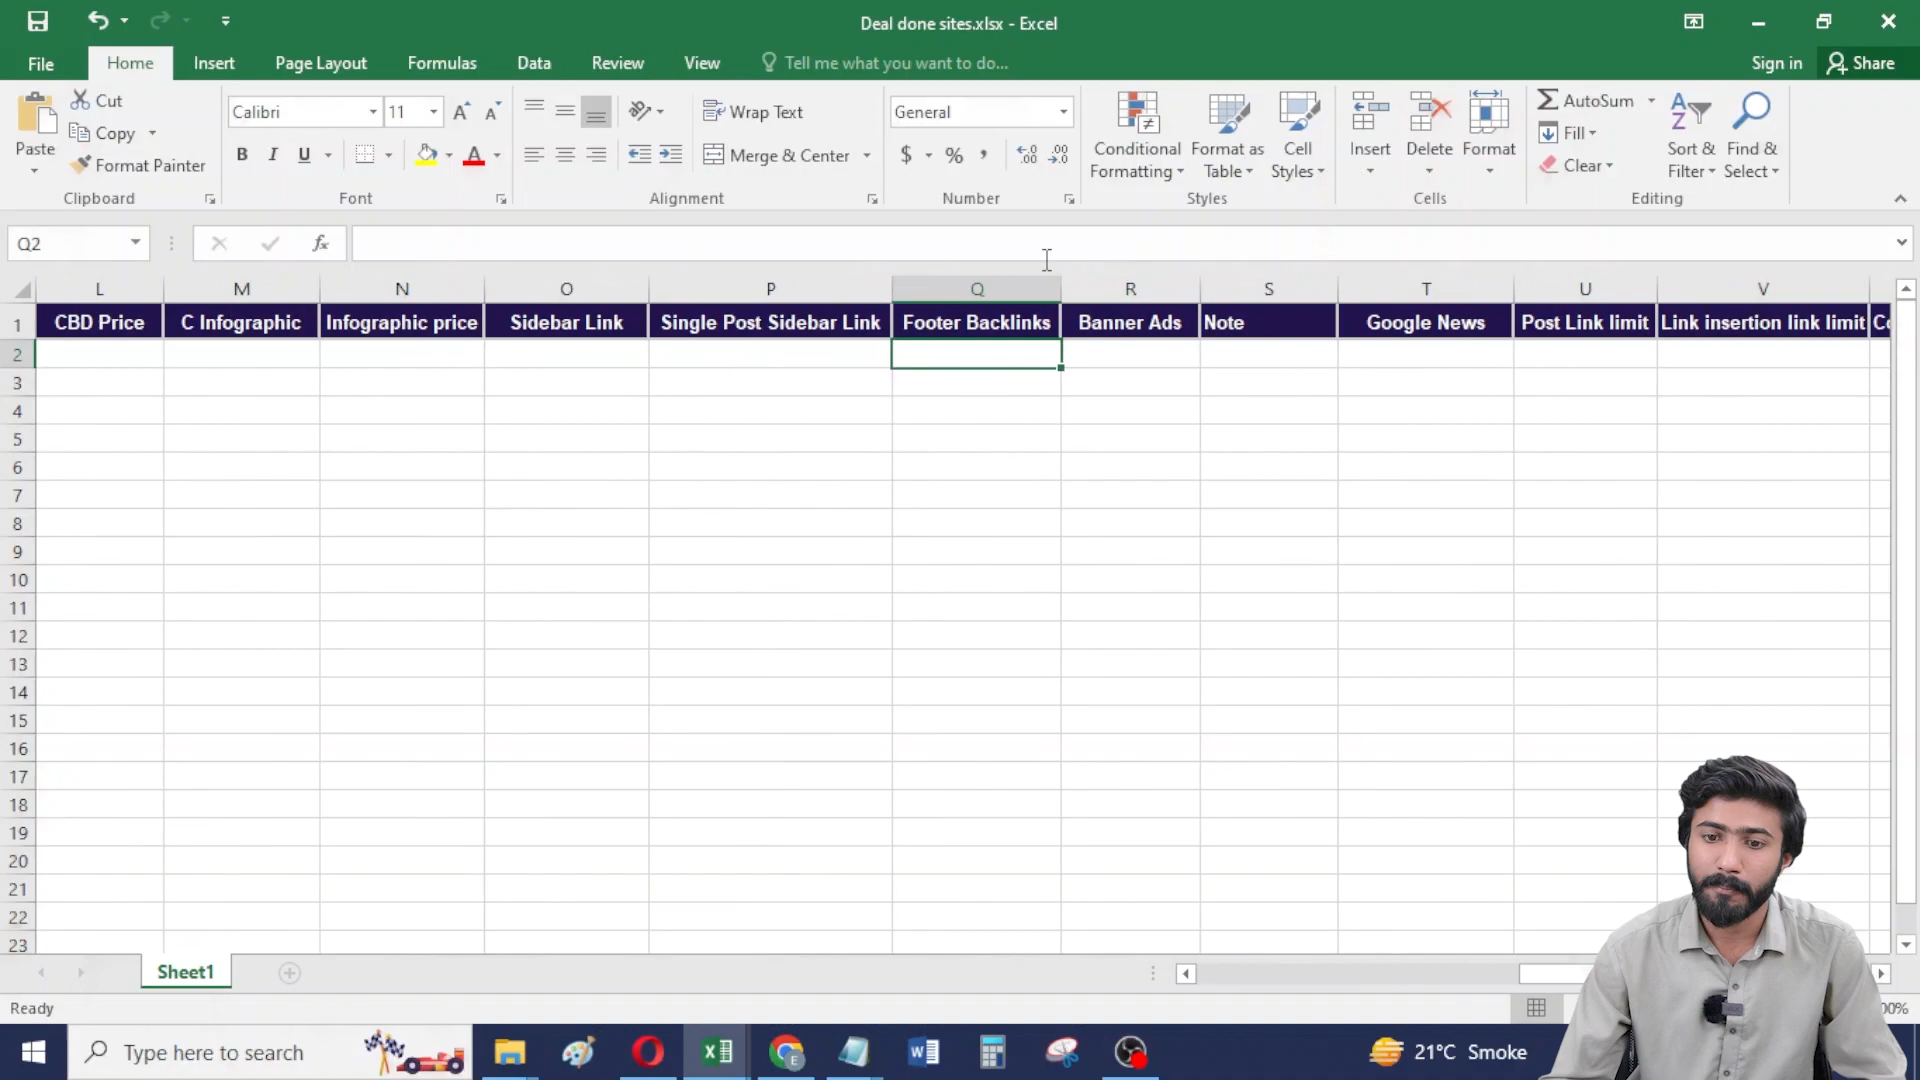 Deal done sites.xlsx - Excel
File Home Insert Page Layout Formulas Data Review View Tell me what you want to do... Sign in Share
Cut
Copy
Format Painter
Paste
Clipboard
Calibri 11
B I U A
Font
Wrap Text
Merge & Center
Alignment
General
$ % ,
Number
Conditional Formatting
Format as Table
Cell Styles
Styles
Insert Delete Format
Cells
AutoSum
Fill
Clear
Sort & Filter
Find & Select
Editing
Q2 fx
L M N O P Q R S T U V
1 CBD Price C Infographic Infographic price Sidebar Link Single Post Sidebar Link Footer Backlinks Banner Ads Note Google News Post Link limit Link insertion link limit
2
3
4
5
6
7
8
9
10
11
12
13
14
15
16
17
18
19
20
21
22
23
Sheet1
Ready
Type here to search 21°C Smoke